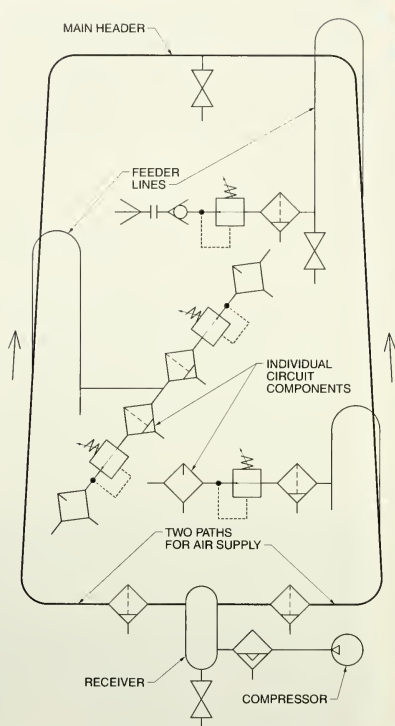 MAIN HEADER
FEEDER
LINES
INDIVIDUAL
CIRCUIT
COMPONENTS
TWO PATHS
FOR AIR SUPPLY
RECEIVER
COMPRESSOR